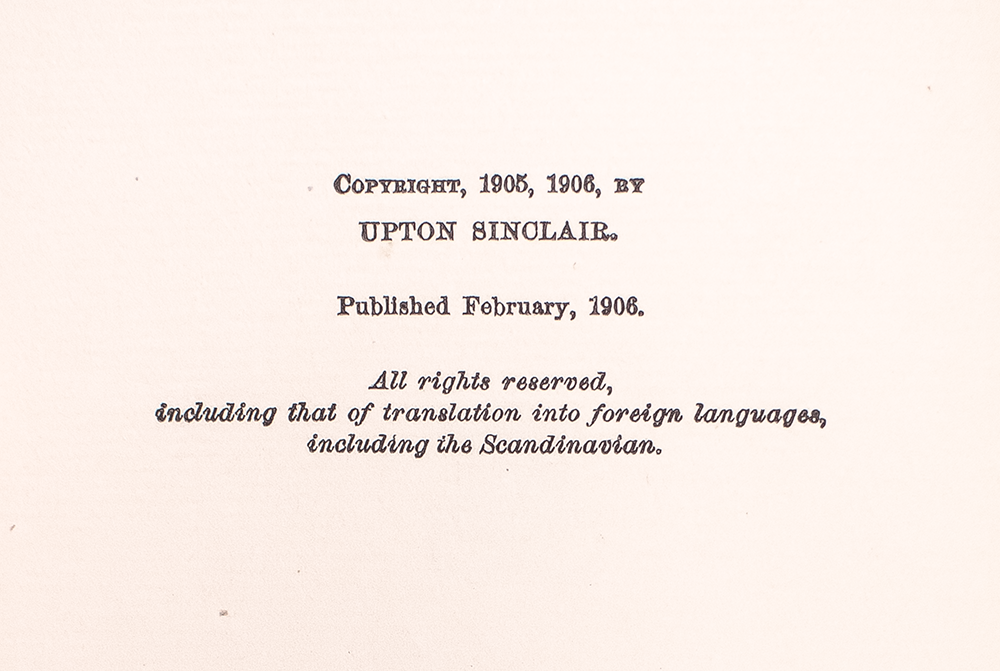 COPYRIGHT, 1905, 1906, BY
UPTON SINCLAIR.
Published February, 1906.
All rights reserved,
including that of translation into foreign languages,
including the Scandinavian.